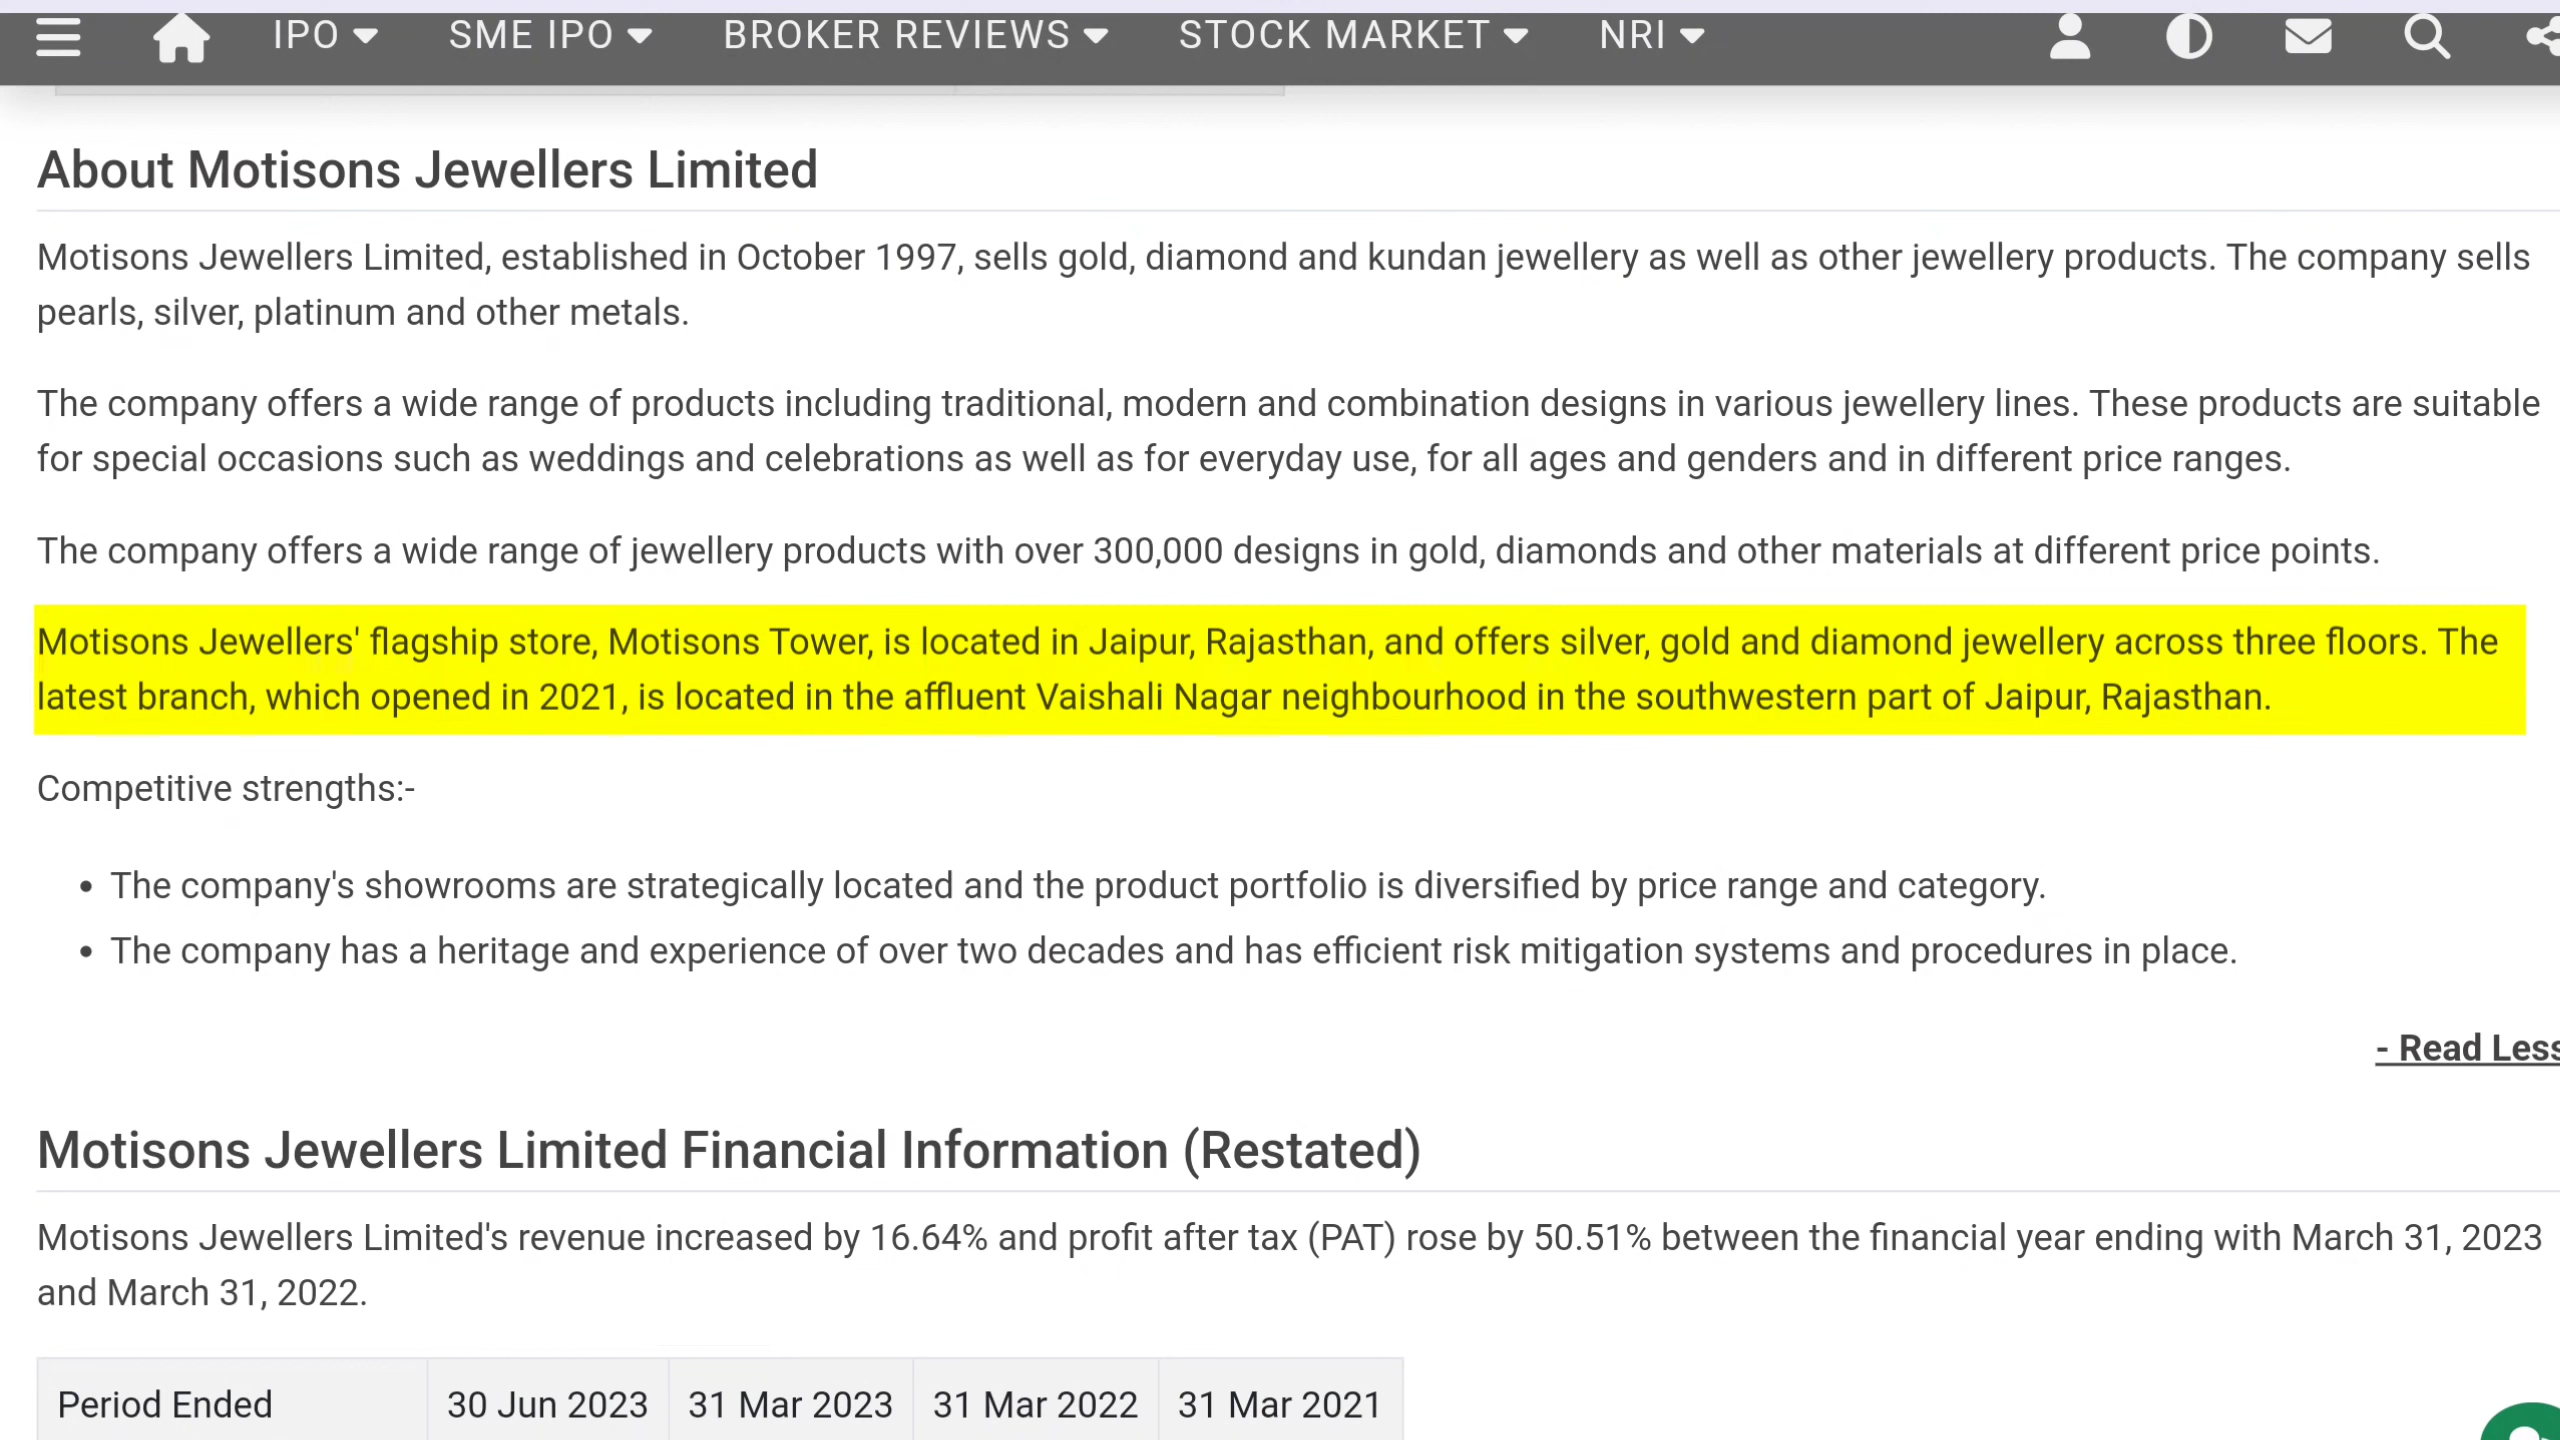 IPO SME IPO BROKER REVIEWS STOCK MARKET NRI
About Motisons Jewellers Limited
Motisons Jewellers Limited, established in October 1997, sells gold, diamond and kundan jewellery as well as other jewellery products. The company sells
pearls, silver, platinum and other metals.
The company offers a wide range of products including traditional, modern and combination designs in various jewellery lines. These products are suitable
for special occasions such as weddings and celebrations as well as for everyday use, for all ages and genders and in different price ranges.
The company offers a wide range of jewellery products with over 300,000 designs in gold, diamonds and other materials at different price points.
Motisons Jewellers' flagship store, Motisons Tower, is located in Jaipur, Rajasthan, and offers silver, gold and diamond jewellery across three floors. The
latest branch, which opened in 2021, is located in the affluent Vaishali Nagar neighbourhood in the southwestern part of Jaipur, Rajasthan.
Competitive strengths:-
• The company's showrooms are strategically located and the product portfolio is diversified by price range and category.
• The company has a heritage and experience of over two decades and has efficient risk mitigation systems and procedures in place.
- Read Less
Motisons Jewellers Limited Financial Information (Restated)
Motisons Jewellers Limited's revenue increased by 16.64% and profit after tax (PAT) rose by 50.51% between the financial year ending with March 31, 2023
and March 31, 2022.
Period Ended 30 Jun 2023 31 Mar 2023 31 Mar 2022 31 Mar 2021